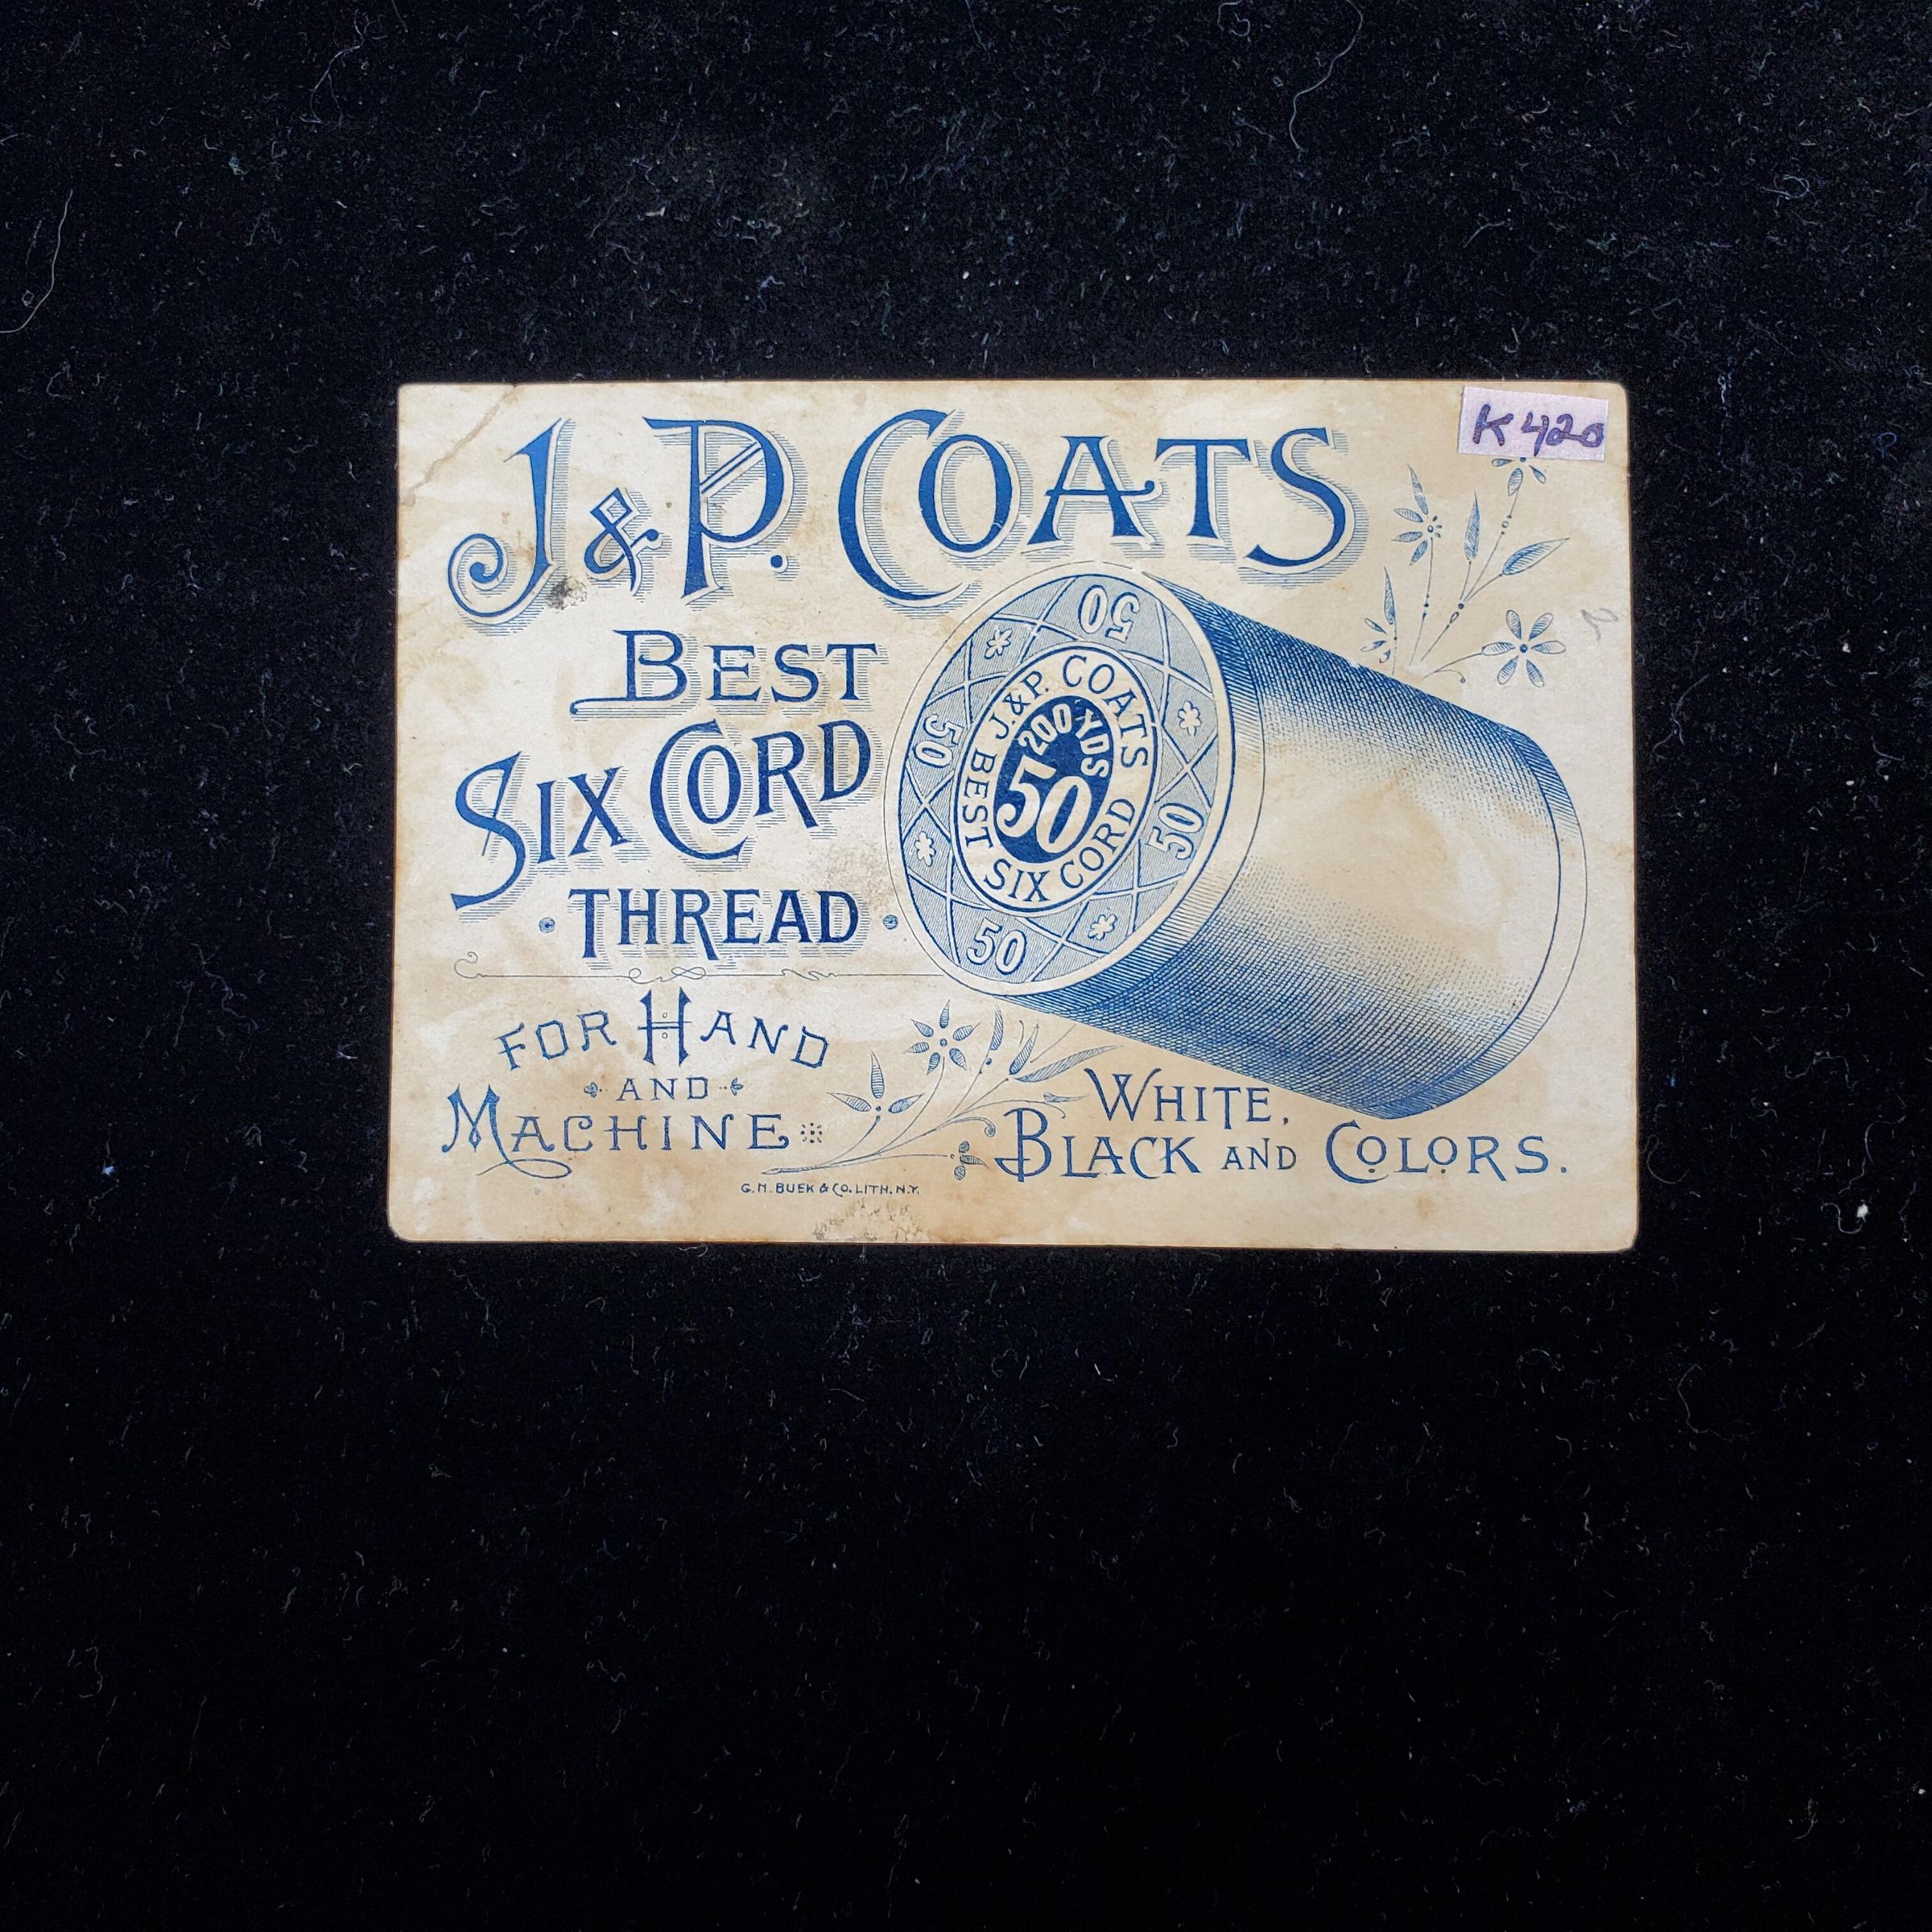 K420
J. & P. COATS
BEST
SIX CORD
THREAD
FOR HAND
AND
MACHINE
50
50
50
50
J. & P. COATS
BEST SIX CORD
200 YDS
50
WHITE,
BLACK AND COLORS.
G.H. BUEK & CO. LITH. N.Y.